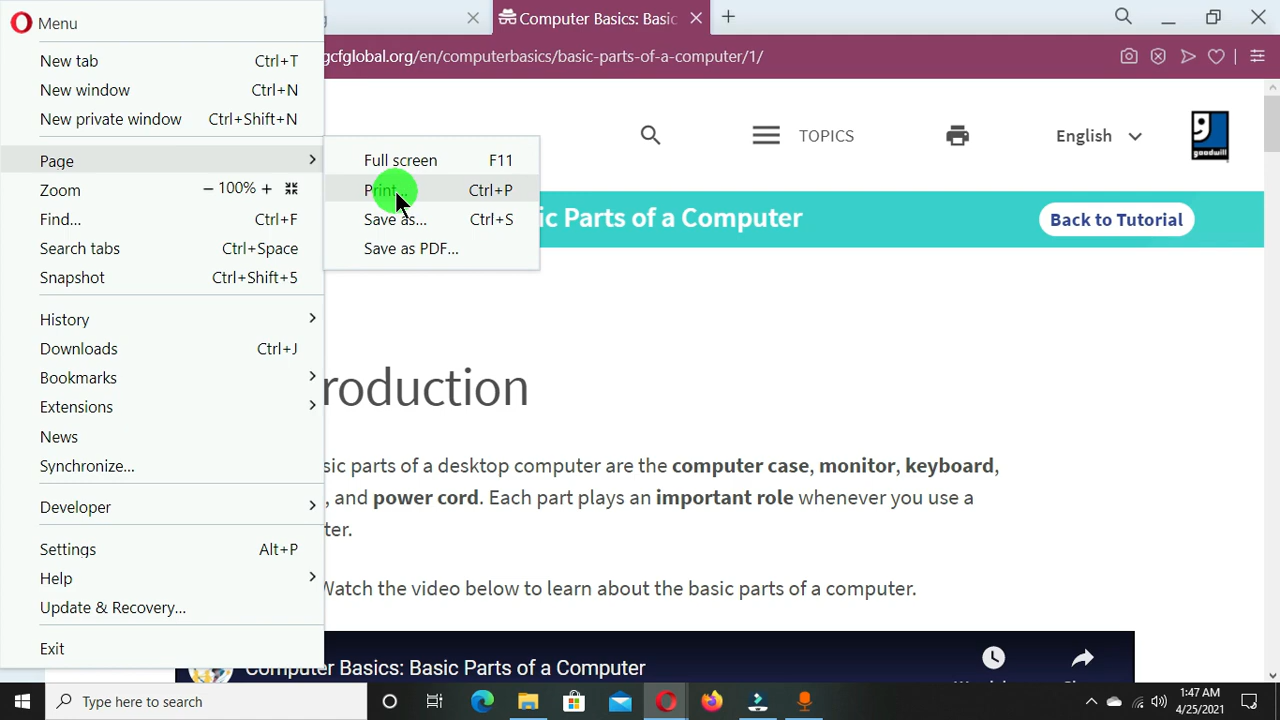 Menu
g
Computer Basics: Basic
gcfglobal.org/en/computerbasics/basic-parts-of-a-computer/1/
New tab Ctrl+T
New window Ctrl+N
New private window Ctrl+Shift+N
Page
Zoom 100%
Find... Ctrl+F
Search tabs Ctrl+Space
Snapshot Ctrl+Shift+5
History
Downloads Ctrl+J
Bookmarks
Extensions
News
Synchronize...
Developer
Settings Alt+P
Help
Update & Recovery...
Exit
Full screen F11
Print... Ctrl+P
Save as... Ctrl+S
Save as PDF...
TOPICS
English
goodwill
ic Parts of a Computer
Back to Tutorial
roduction
sic parts of a desktop computer are the computer case, monitor, keyboard,
, and power cord. Each part plays an important role whenever you use a
ter.
Watch the video below to learn about the basic parts of a computer.
Computer Basics: Basic Parts of a Computer
Type here to search
1:47 AM
4/25/2021